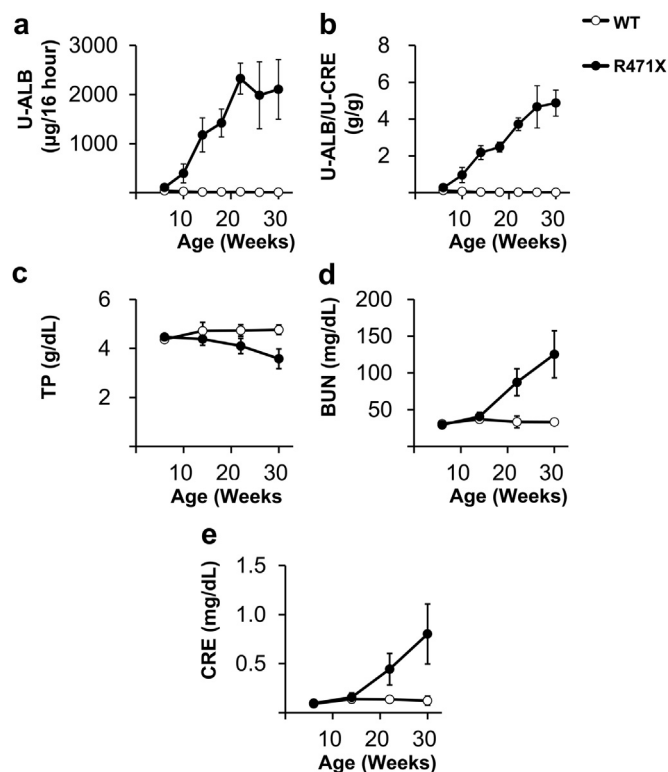 a
U-ALB
(µg/16 hour)
3000
2000
1000
10 20 30
Age (Weeks)
b
U-ALB/U-CRE
(g/g)
8
6
4
2
10 20 30
Age (Weeks)
WT
R471X
c
TP (g/dL)
6
4
2
10 20 30
Age (Weeks
d
BUN (mg/dL)
200
150
100
50
10 20 30
Age (Weeks)
e
CRE (mg/dL)
1.5
1.0
0.5
10 20 30
Age (Weeks)